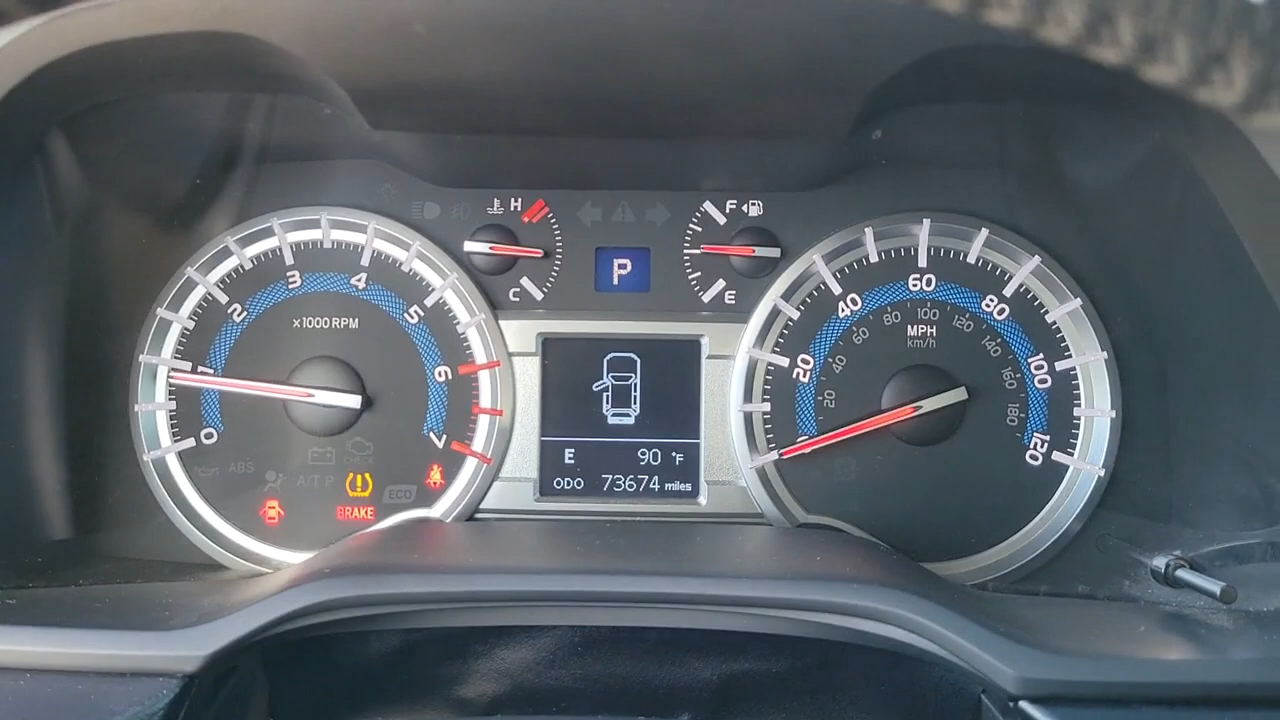 H
C
F
E
P
0
1
2
3
4
5
6
7
x1000 RPM
ABS
A/T P
CHECK
ECO
BRAKE
E 90 °F
ODO 73674 miles
20
40
60
80
100
120
MPH
km/h
20
40
60
80
100
120
140
160
180